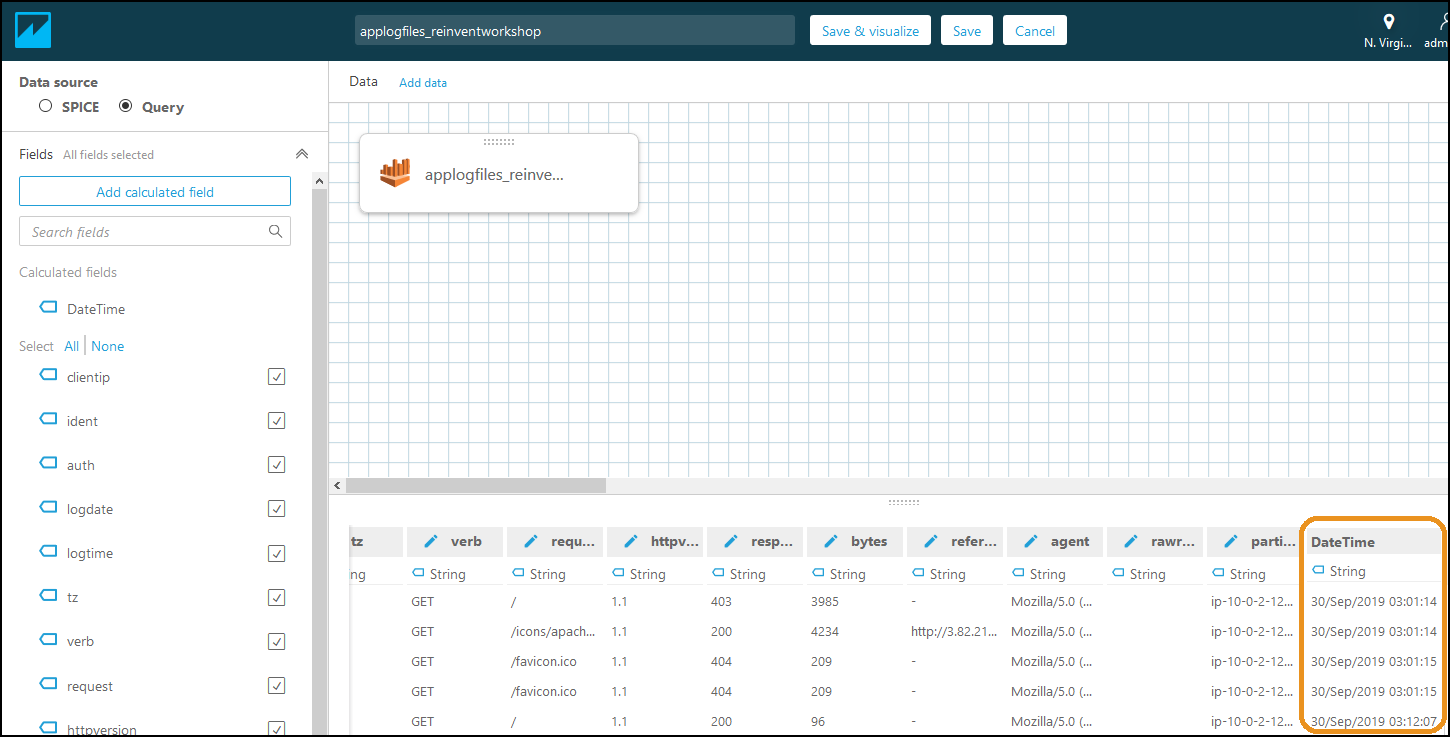 applogfiles_reinventworkshop
Save & visualize
Save
Cancel
N. Virgi...
adm
Data source
SPICE
Query
Data
Add data
Fields
All fields selected
Add calculated field
Search fields
Calculated fields
DateTime
Select All | None
clientip
ident
auth
logdate
logtime
tz
verb
request
httpversion
applogfiles_reinve...
tz verb requ... httpv... resp... bytes refer... agent rawr... parti... DateTime
ng String String String String String String String String String String
GET / 1.1 403 3985 - Mozilla/5.0 (... ip-10-0-2-12... 30/Sep/2019 03:01:14
GET /icons/apach... 1.1 200 4234 http://3.82.21... Mozilla/5.0 (... ip-10-0-2-12... 30/Sep/2019 03:01:14
GET /favicon.ico 1.1 404 209 - Mozilla/5.0 (... ip-10-0-2-12... 30/Sep/2019 03:01:15
GET /favicon.ico 1.1 404 209 - Mozilla/5.0 (... ip-10-0-2-12... 30/Sep/2019 03:01:15
GET / 1.1 200 96 - Mozilla/5.0 (... ip-10-0-2-12... 30/Sep/2019 03:12:07